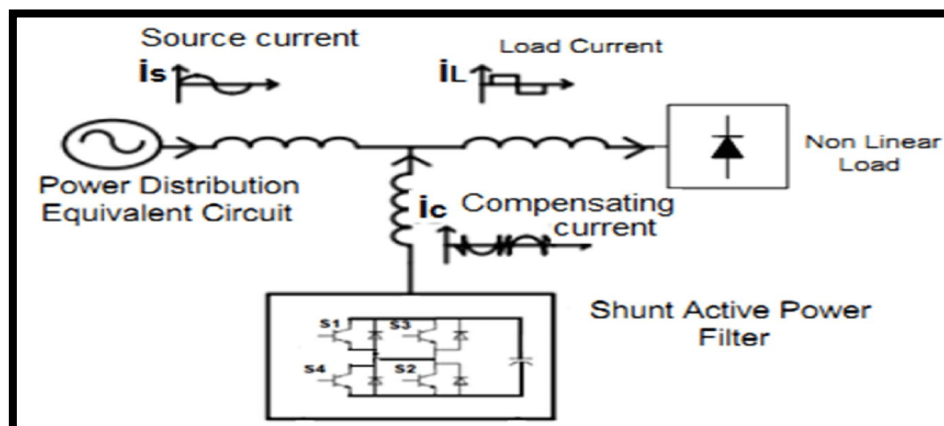 Source current
is
Load Current
iL
Non Linear
Load
Power Distribution
Equivalent Circuit
ic
Compensating
current
Shunt Active Power
Filter
S1
S3
S4
S2